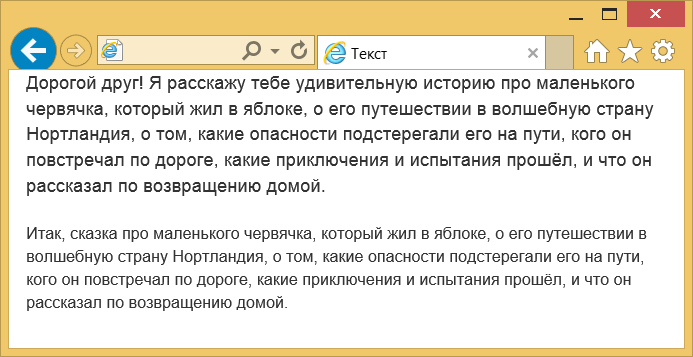 Текст
Дорогой друг! Я расскажу тебе удивительную историю про маленького
червячка, который жил в яблоке, о его путешествии в волшебную страну
Нортландия, о том, какие опасности подстерегали его на пути, кого он
повстречал по дороге, какие приключения и испытания прошёл, и что он
рассказал по возвращению домой.
Итак, сказка про маленького червячка, который жил в яблоке, о его путешествии в
волшебную страну Нортландия, о том, какие опасности подстерегали его на пути,
кого он повстречал по дороге, какие приключения и испытания прошёл, и что он
рассказал по возвращению домой.